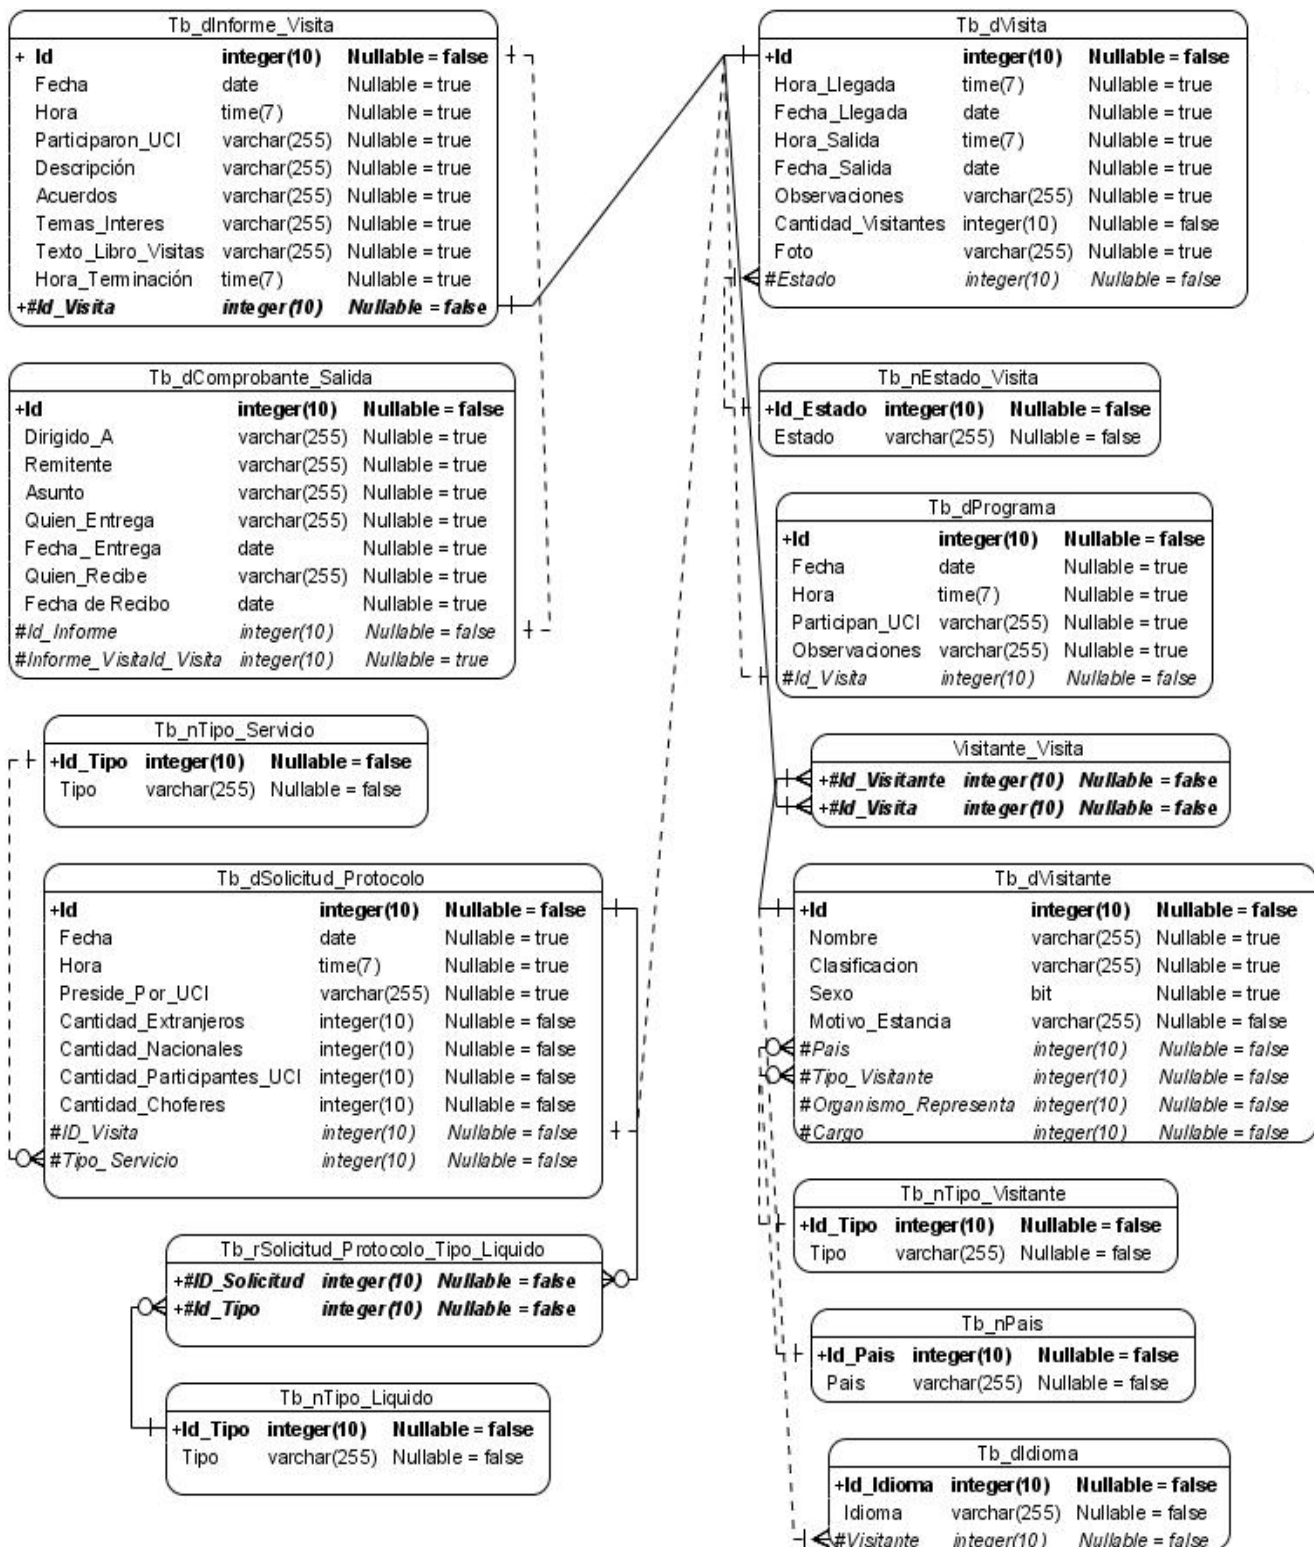 Tb_dInforme_Visita
+ Id integer(10) Nullable = false
Fecha date Nullable = true
Hora time(7) Nullable = true
Participaron_UCI varchar(255) Nullable = true
Descripción varchar(255) Nullable = true
Acuerdos varchar(255) Nullable = true
Temas_Interes varchar(255) Nullable = true
Texto_Libro_Visitas varchar(255) Nullable = true
Hora_Terminación time(7) Nullable = true
+#Id_Visita integer(10) Nullable = false
Tb_dComprobante_Salida
+Id integer(10) Nullable = false
Dirigido_A varchar(255) Nullable = true
Remitente varchar(255) Nullable = true
Asunto varchar(255) Nullable = true
Quien_Entrega varchar(255) Nullable = true
Fecha_Entrega date Nullable = true
Quien_Recibe varchar(255) Nullable = true
Fecha de Recibo date Nullable = true
#Id_Informe integer(10) Nullable = false
#Informe_VisitaId_Visita integer(10) Nullable = true
Tb_nTipo_Servicio
+Id_Tipo integer(10) Nullable = false
Tipo varchar(255) Nullable = false
Tb_dSolicitud_Protocolo
+Id integer(10) Nullable = false
Fecha date Nullable = true
Hora time(7) Nullable = true
Preside_Por_UCI varchar(255) Nullable = true
Cantidad_Extranjeros integer(10) Nullable = false
Cantidad_Nacionales integer(10) Nullable = false
Cantidad_Participantes_UCI integer(10) Nullable = false
Cantidad_Choferes integer(10) Nullable = false
#ID_Visita integer(10) Nullable = false
#Tipo_Servicio integer(10) Nullable = false
Tb_rSolicitud_Protocolo_Tipo_Liquido
+#ID_Solicitud integer(10) Nullable = false
+#Id_Tipo integer(10) Nullable = false
Tb_nTipo_Liquido
+Id_Tipo integer(10) Nullable = false
Tipo varchar(255) Nullable = false
Tb_dVisita
+Id integer(10) Nullable = false
Hora_Llegada time(7) Nullable = true
Fecha_Llegada date Nullable = true
Hora_Salida time(7) Nullable = true
Fecha_Salida date Nullable = true
Observaciones varchar(255) Nullable = true
Cantidad_Visitantes integer(10) Nullable = false
Foto varchar(255) Nullable = true
#Estado integer(10) Nullable = false
Tb_nEstado_Visita
+Id_Estado integer(10) Nullable = false
Estado varchar(255) Nullable = false
Tb_dPrograma
+Id integer(10) Nullable = false
Fecha date Nullable = true
Hora time(7) Nullable = true
Participan_UCI varchar(255) Nullable = true
Observaciones varchar(255) Nullable = true
#Id_Visita integer(10) Nullable = false
Visitante_Visita
+#Id_Visitante integer(10) Nullable = false
+#Id_Visita integer(10) Nullable = false
Tb_dVisitante
+Id integer(10) Nullable = false
Nombre varchar(255) Nullable = true
Clasificacion varchar(255) Nullable = true
Sexo bit Nullable = true
Motivo_Estancia varchar(255) Nullable = false
#Pais integer(10) Nullable = false
#Tipo_Visitante integer(10) Nullable = false
#Organismo_Representa integer(10) Nullable = false
#Cargo integer(10) Nullable = false
Tb_nTipo_Visitante
+Id_Tipo integer(10) Nullable = false
Tipo varchar(255) Nullable = false
Tb_nPais
+Id_Pais integer(10) Nullable = false
Pais varchar(255) Nullable = false
Tb_dIdioma
+Id_Idioma integer(10) Nullable = false
Idioma varchar(255) Nullable = false
#Visitante integer(10) Nullable = false